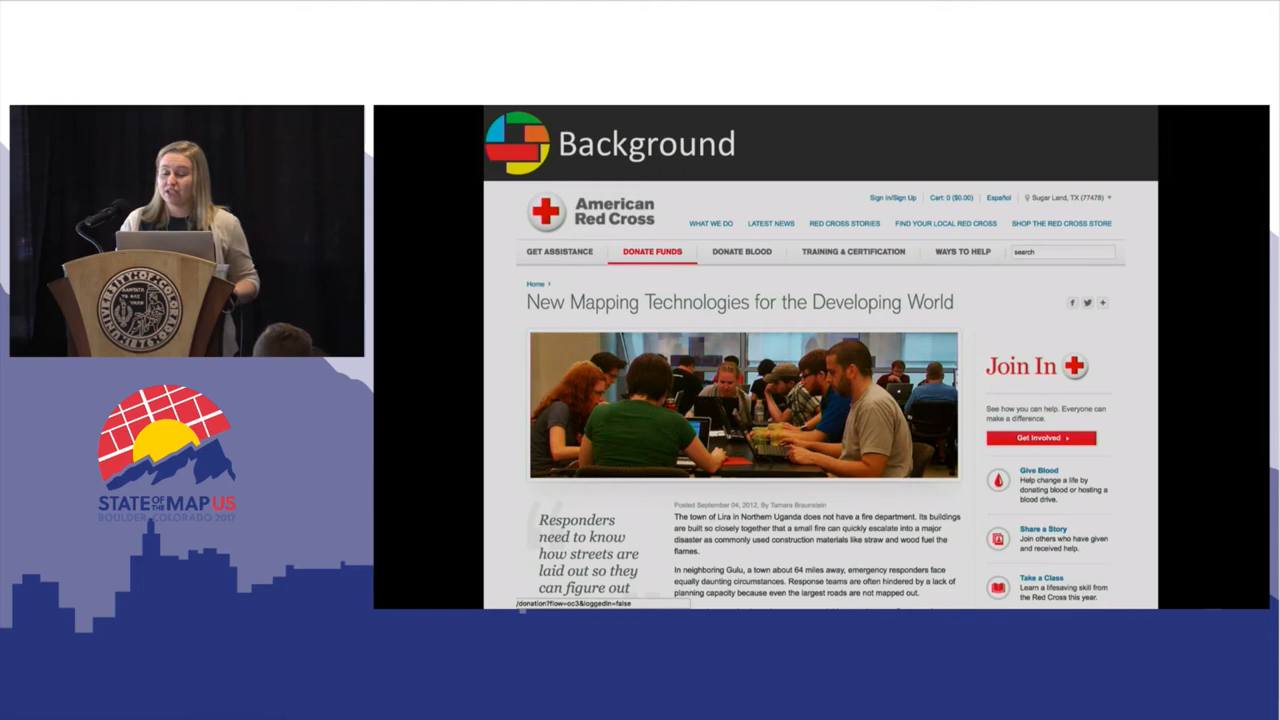 Background
American
Red Cross
Sign In/Sign Up
Cart: 0 ($0.00)
Español
Sugar Land, TX (77478)
WHAT WE DO
LATEST NEWS
RED CROSS STORIES
FIND YOUR LOCAL RED CROSS
SHOP THE RED CROSS STORE
GET ASSISTANCE
DONATE FUNDS
DONATE BLOOD
TRAINING & CERTIFICATION
WAYS TO HELP
search
Home ›
New Mapping Technologies for the Developing World
Join In
See how you can help. Everyone can
make a difference.
Get Involved
Give Blood
Help change a life by
donating blood or hosting a
blood drive.
Share a Story
Join others who have given
and received help.
Take a Class
Learn a lifesaving skill from
the Red Cross this year.
Responders
need to know
how streets are
laid out so they
can figure out
Posted September 04, 2012, By Tamara Braunstein
The town of Lira in Northern Uganda does not have a fire department. Its buildings
are built so closely together that a small fire can quickly escalate into a major
disaster as commonly used construction materials like straw and wood fuel the
flames.
In neighboring Gulu, a town about 64 miles away, emergency responders face
equally daunting circumstances. Response teams are often hindered by a lack of
planning capacity because even the largest roads are not mapped out.
/donation?flow=oc3&loggedIn=false
UNIVERSITY OF COLORADO
1876
STATE OF THE MAP US
BOULDER, COLORADO 2017